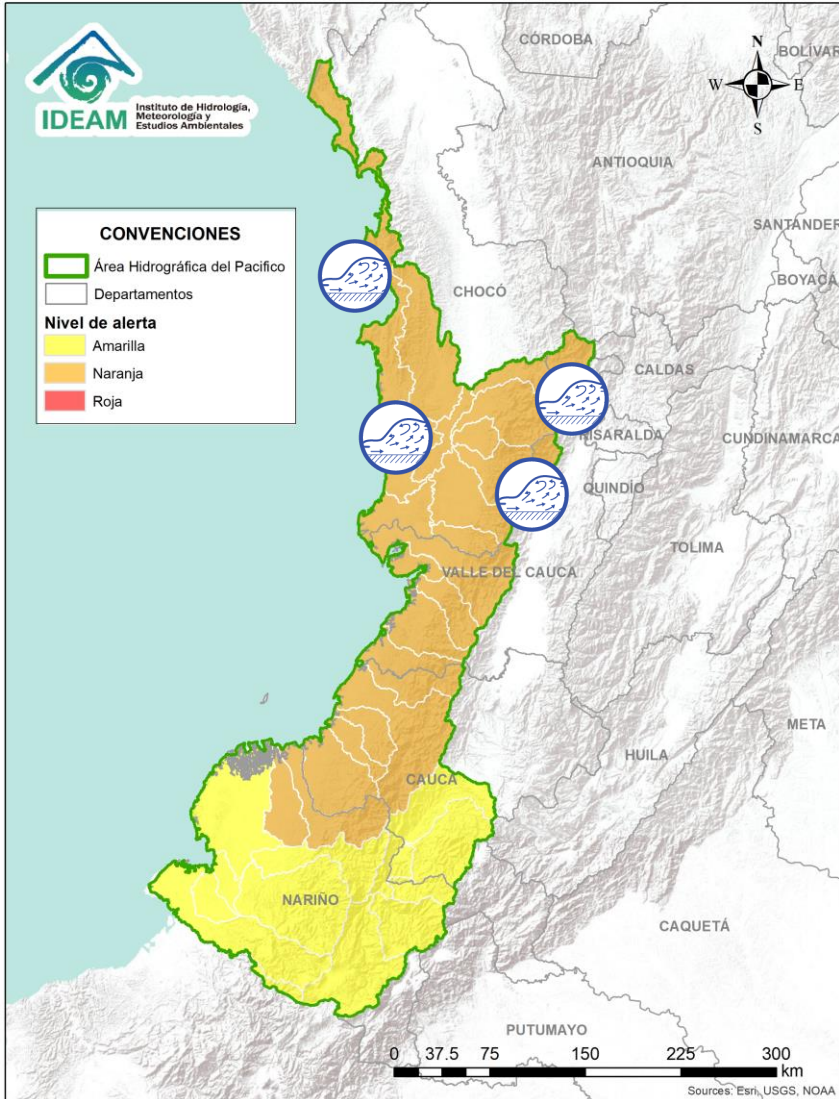 IDEAM
Instituto de Hidrología,
Meteorología y
Estudios Ambientales
N
W
E
S
CÓRDOBA
BOLÍVAR
ANTIOQUIA
SANTANDER
BOYACÁ
CHOCÓ
CALDAS
RISARALDA
CUNDINAMARCA
QUINDÍO
TOLIMA
VALLE DEL CAUCA
META
HUILA
CAUCA
NARIÑO
CAQUETÁ
PUTUMAYO
CONVENCIONES
Área Hidrográfica del Pacifico
Departamentos
Nivel de alerta
Amarilla
Naranja
Roja
0 37.5 75 150 225 300
km
Sources: Esri, USGS, NOAA